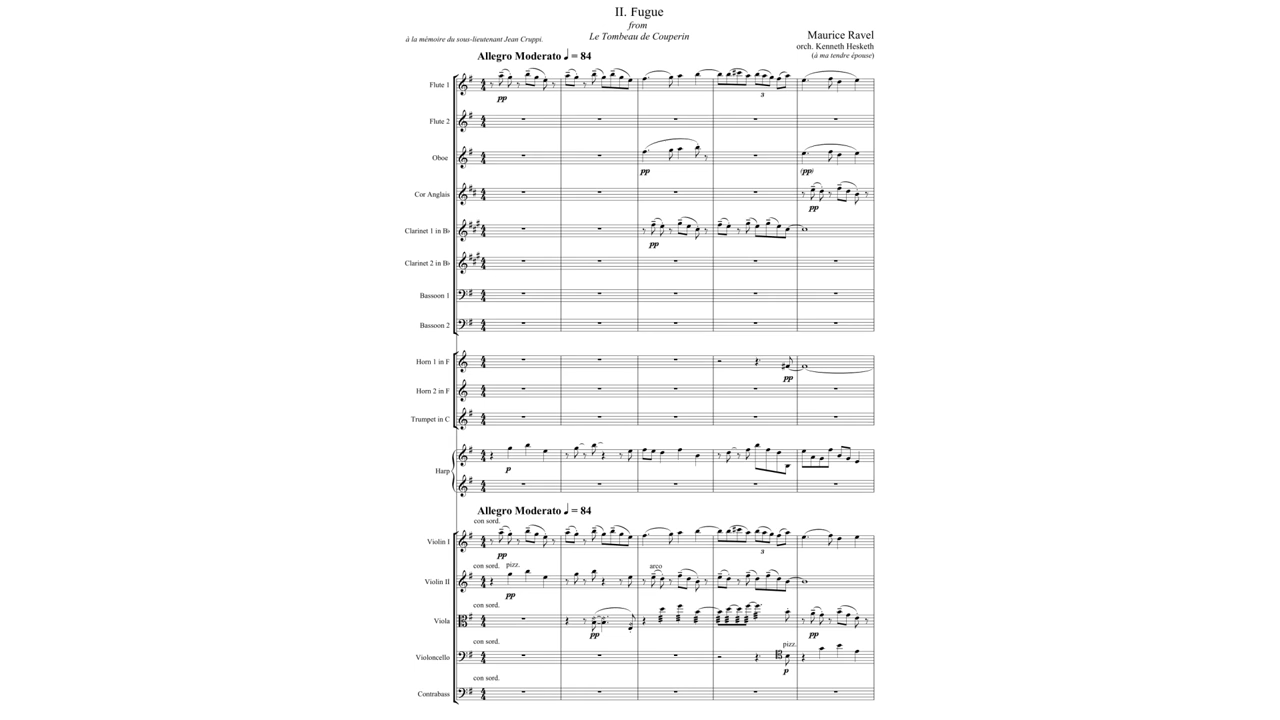 II. Fugue
from
Le Tombeau de Couperin
à la mémoire du sous-lieutenant Jean Cruppi.
Maurice Ravel
orch. Kenneth Hesketh
(à ma tendre épouse)
Allegro Moderato ♩ = 84
Flute 1
pp
3
Flute 2
Oboe
pp
(pp)
Cor Anglais
pp
Clarinet 1 in B♭
pp
Clarinet 2 in B♭
Bassoon 1
Bassoon 2
Horn 1 in F
pp
Horn 2 in F
Trumpet in C
Harp
p
Allegro Moderato ♩ = 84
con sord.
Violin I
pp
3
con sord. pizz. arco
Violin II
pp
con sord.
Viola
pp pp
con sord. pizz.
Violoncello
p
con sord.
Contrabass